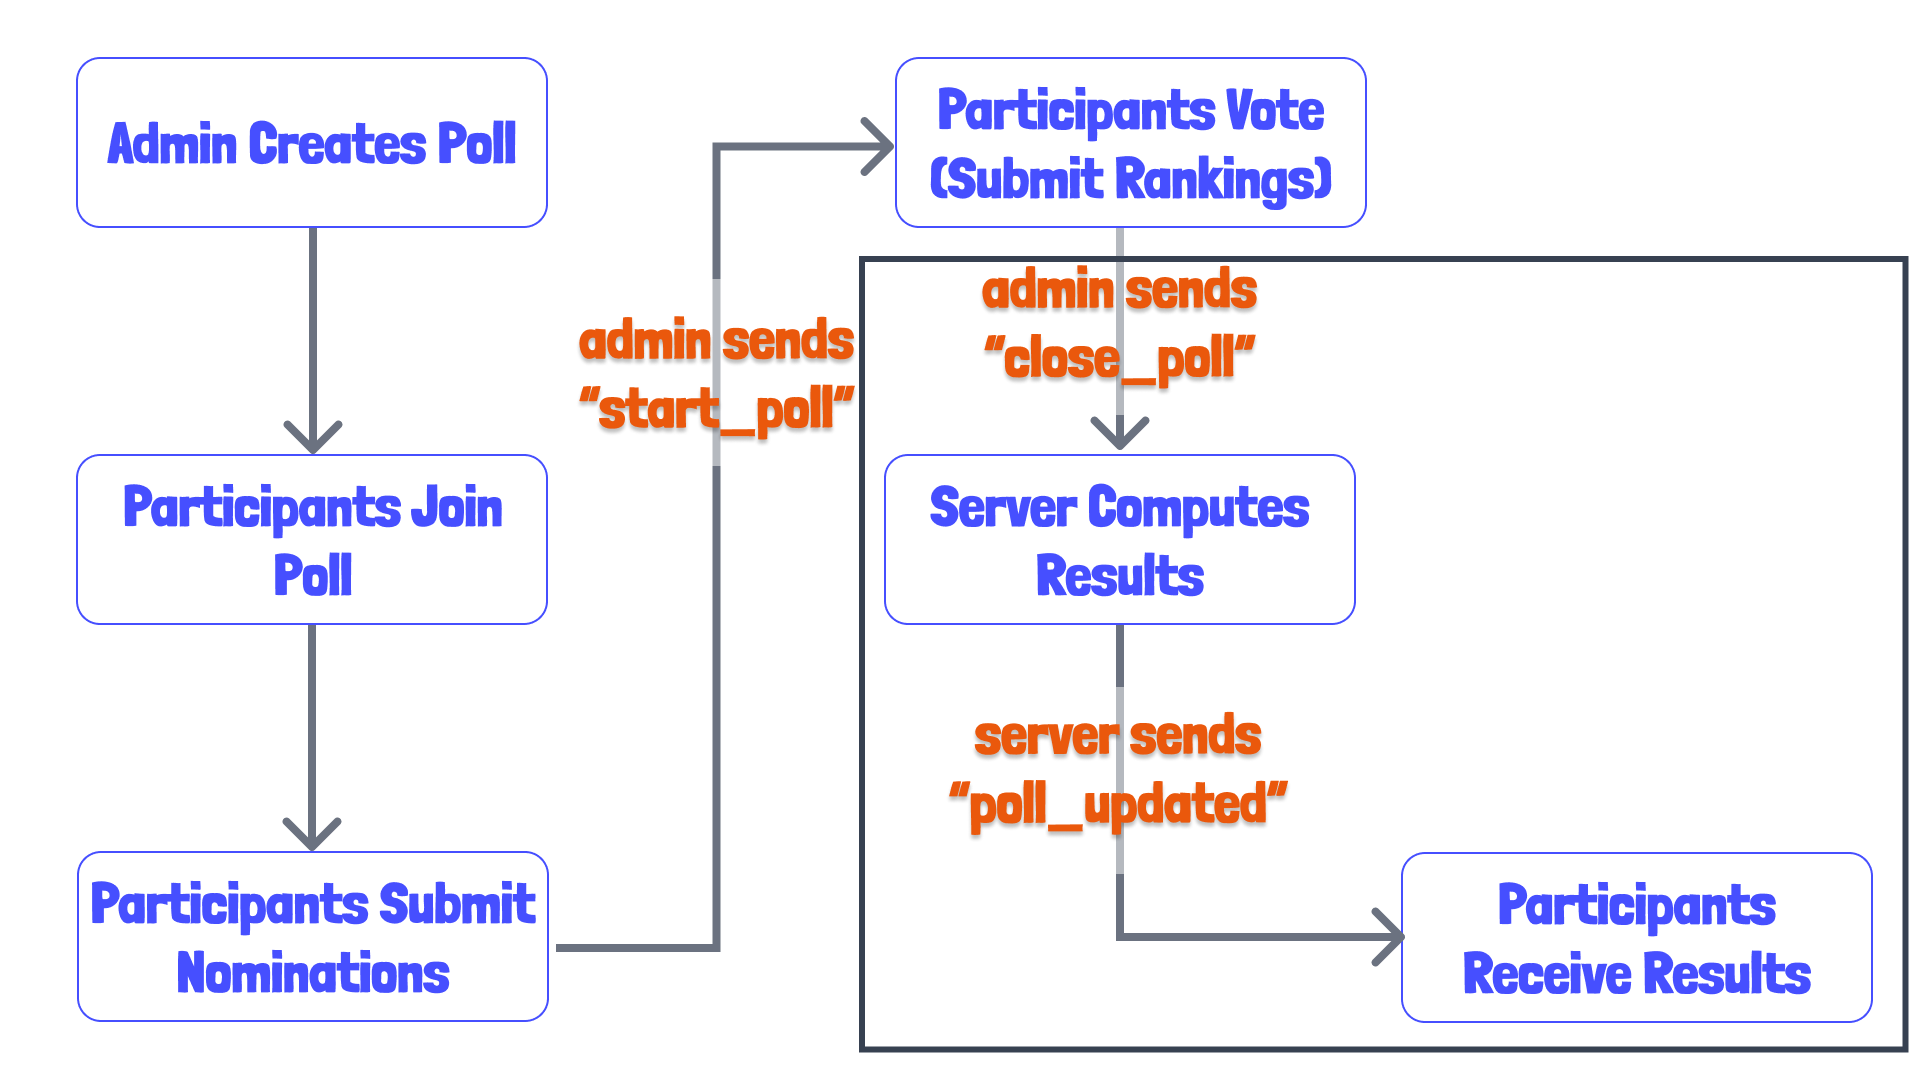 Admin Creates Poll
Participants Join
Poll
Participants Submit
Nominations
admin sends
“start_poll”
Participants Vote
(Submit Rankings)
admin sends
“close_poll”
Server Computes
Results
server sends
“poll_updated”
Participants
Receive Results